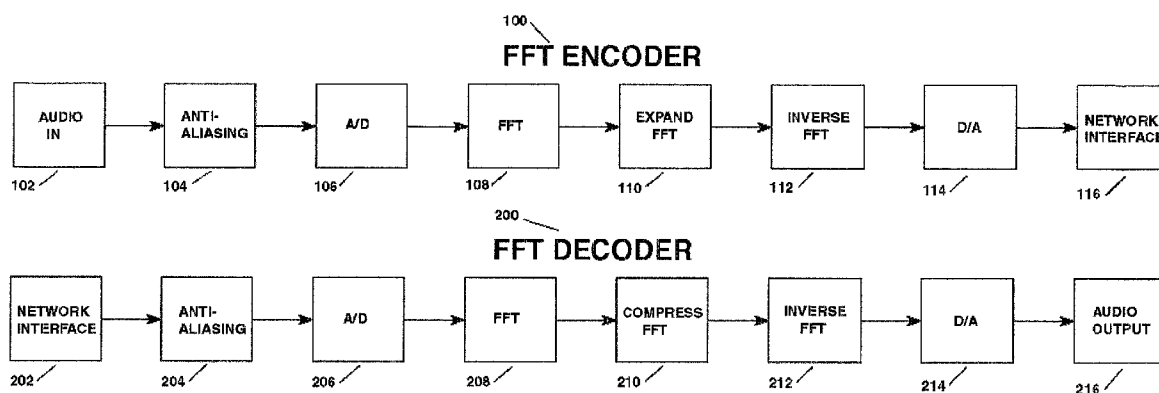 100
FFT ENCODER
AUDIO
IN
ANTI-
ALIASING
A/D
FFT
EXPAND
FFT
INVERSE
FFT
D/A
NETWORK
INTERFACE
102
104
106
108
110
112
114
116
200
FFT DECODER
NETWORK
INTERFACE
ANTI-
ALIASING
A/D
FFT
COMPRESS
FFT
INVERSE
FFT
D/A
AUDIO
OUTPUT
202
204
206
208
210
212
214
216